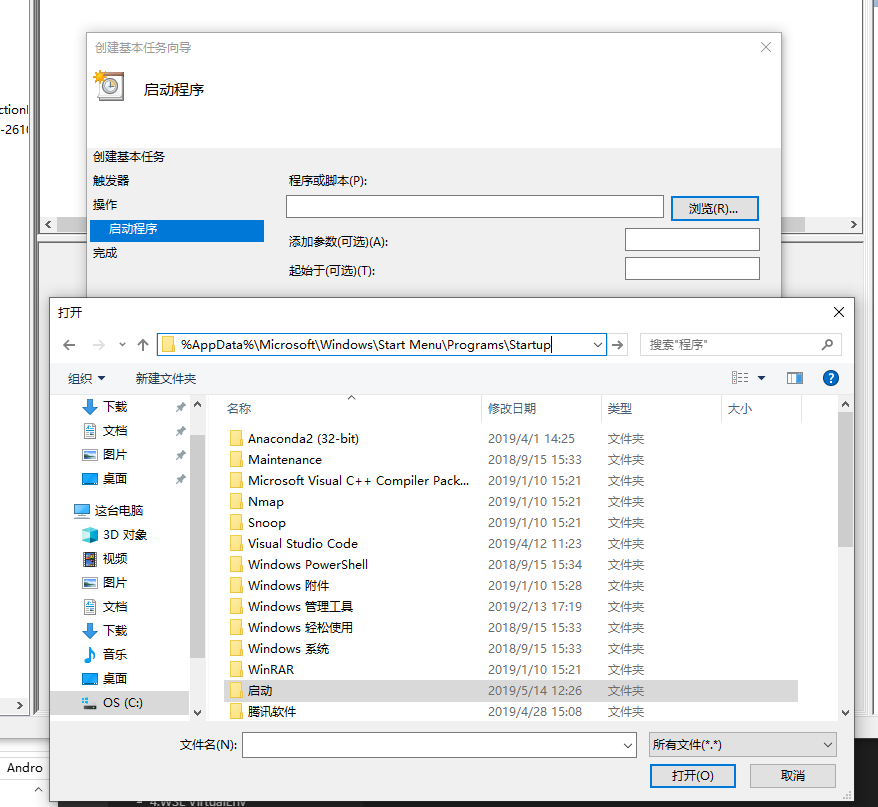 创建基本任务向导
启动程序
创建基本任务
触发器
操作
启动程序
完成
程序或脚本(P):
浏览(R)...
添加参数(可选)(A):
起始于(可选)(T):
打开
%AppData%\Microsoft\Windows\Start Menu\Programs\Startup
搜索"程序"
组织
新建文件夹
下载
文档
图片
桌面
这台电脑
3D 对象
视频
图片
文档
下载
音乐
桌面
OS (C:)
名称 修改日期 类型 大小
Anaconda2 (32-bit) 2019/4/1 14:25 文件夹
Maintenance 2018/9/15 15:33 文件夹
Microsoft Visual C++ Compiler Pack... 2019/1/10 15:21 文件夹
Nmap 2019/1/10 15:21 文件夹
Snoop 2019/1/10 15:21 文件夹
Visual Studio Code 2019/4/12 11:23 文件夹
Windows PowerShell 2018/9/15 15:34 文件夹
Windows 附件 2019/1/10 15:28 文件夹
Windows 管理工具 2019/2/13 17:19 文件夹
Windows 轻松使用 2018/9/15 15:33 文件夹
Windows 系统 2018/9/15 15:33 文件夹
WinRAR 2019/1/10 15:21 文件夹
启动 2019/5/14 12:26 文件夹
腾讯软件 2019/4/28 15:08 文件夹
文件名(N):
所有文件(*.*)
打开(O)
取消
Andro